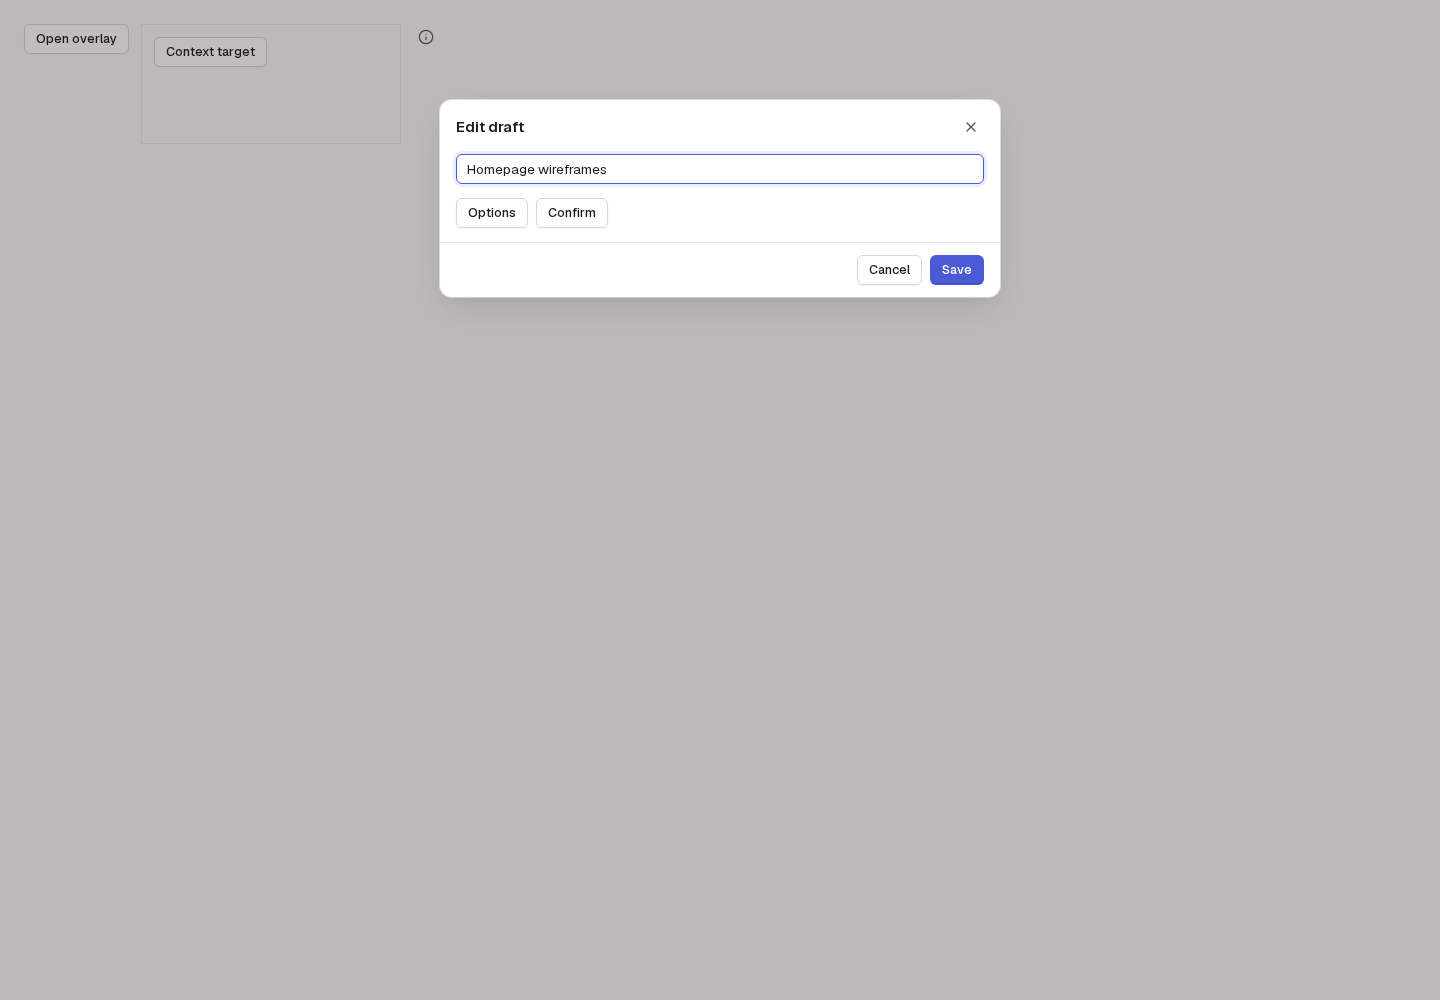 Open overlay
Context target
Edit draft
Homepage wireframes
Options
Confirm
Cancel
Save